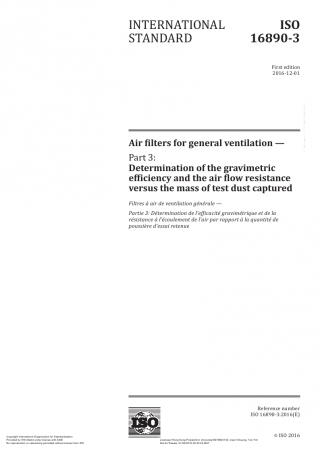 INTERNATIONAL
STANDARD
ISO
16890-3
First edition
2016-12-01
Air filters for general ventilation —
Part 3:
Determination of the gravimetric
efficiency and the air flow resistance
versus the mass of test dust captured
Filtres à air de ventilation générale —
Partie 3: Détermination de l'efficacité gravimétrique et de la
résistance à l'écoulement de l'air par rapport à la quantité de
poussière d'essai retenue
Reference number
ISO 16890-3:2016(E)
ISO
© ISO 2016